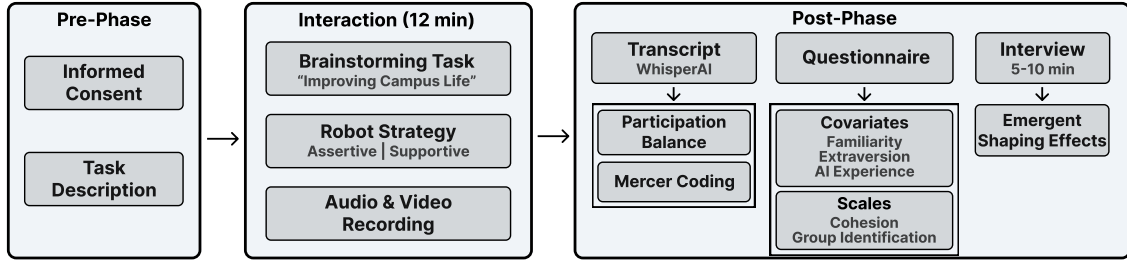 Pre-Phase
Informed
Consent
Task
Description
Interaction (12 min)
Brainstorming Task
“Improving Campus Life”
Robot Strategy
Assertive | Supportive
Audio & Video
Recording
Post-Phase
Transcript
WhisperAI
Participation
Balance
Mercer Coding
Questionnaire
Covariates
Familiarity
Extraversion
AI Experience
Scales
Cohesion
Group Identification
Interview
5-10 min
Emergent
Shaping Effects